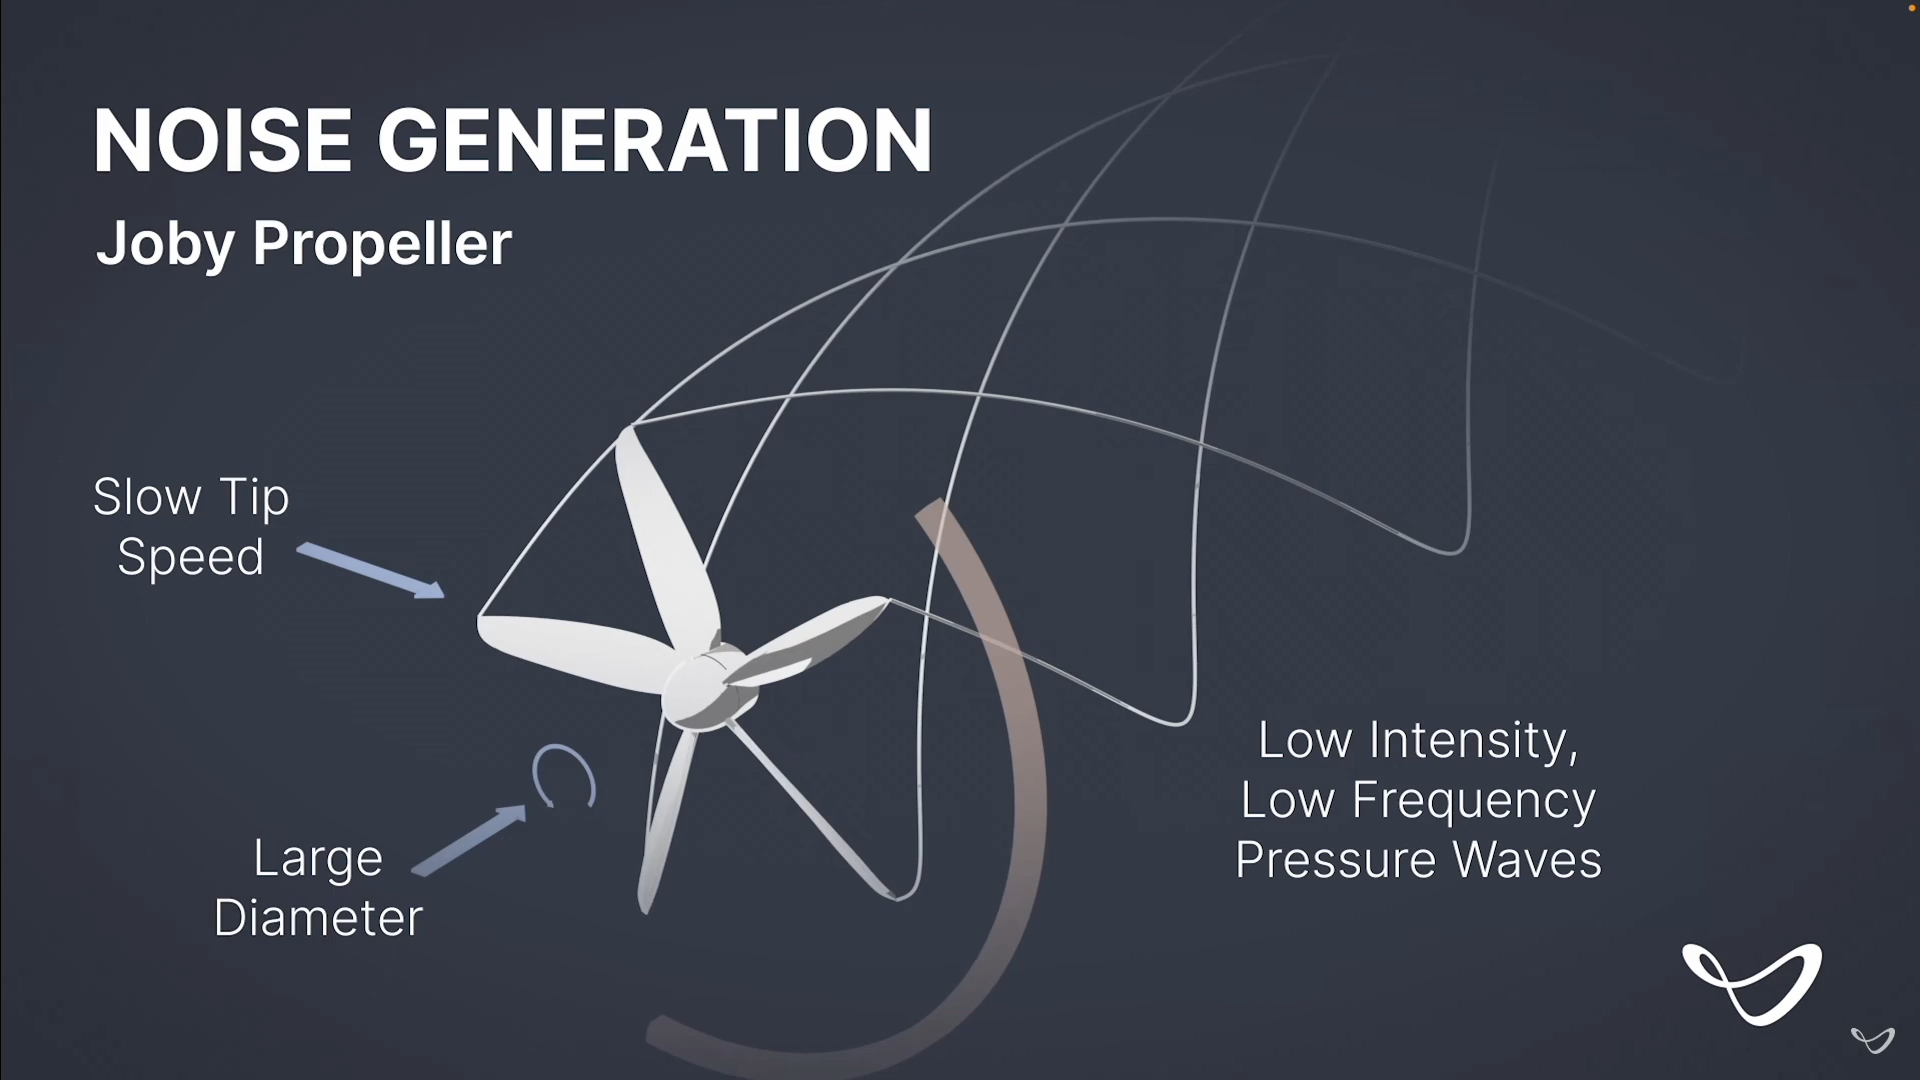 NOISE GENERATION
Joby Propeller
Slow Tip
Speed
Large
Diameter
Low Intensity,
Low Frequency
Pressure Waves